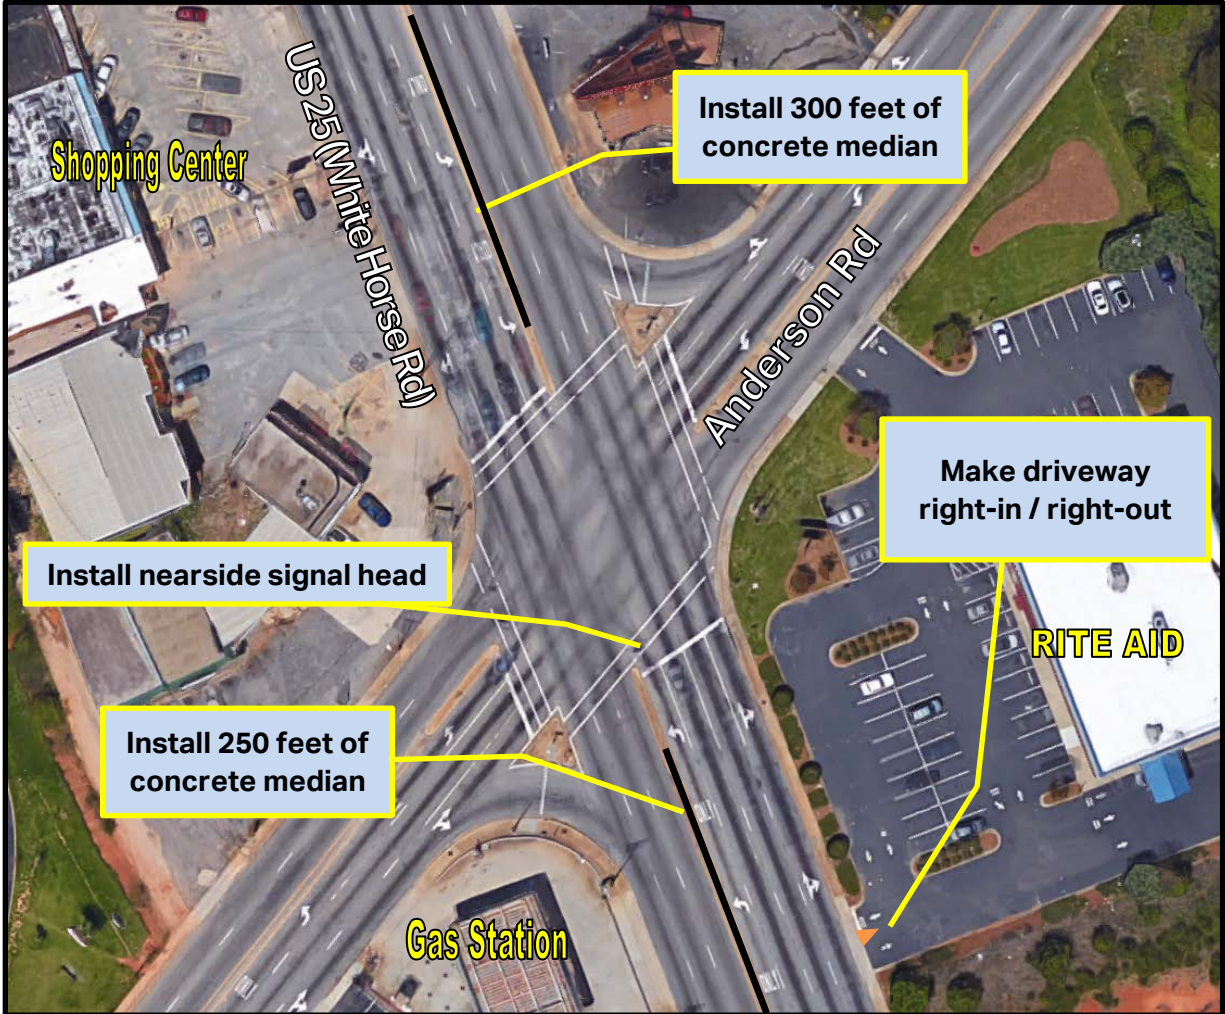 US 25 (White Horse Rd)
Install 300 feet of
concrete median
Shopping Center
Anderson Rd
Make driveway
right-in / right-out
Install nearside signal head
RITE AID
Install 250 feet of
concrete median
Gas Station